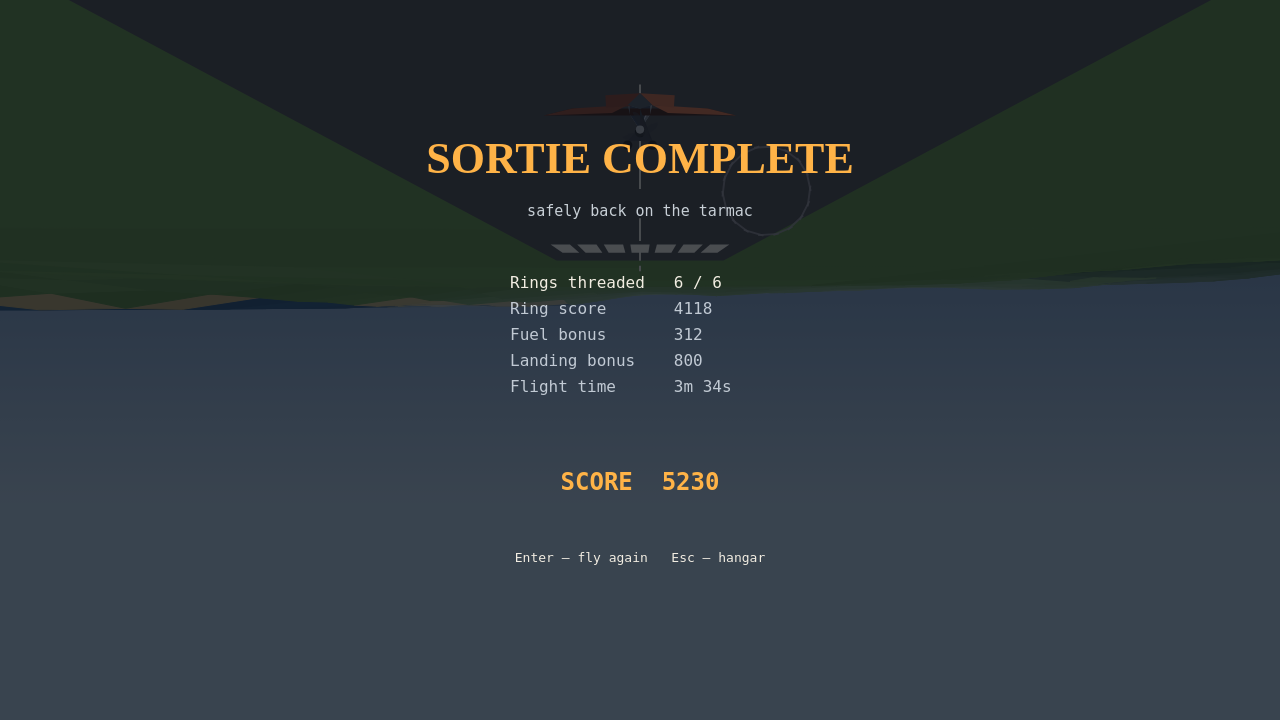 SORTIE COMPLETE
safely back on the tarmac
Rings threaded 6 / 6
Ring score 4118
Fuel bonus 312
Landing bonus 800
Flight time 3m 34s
SCORE 5230
Enter — fly again Esc — hangar